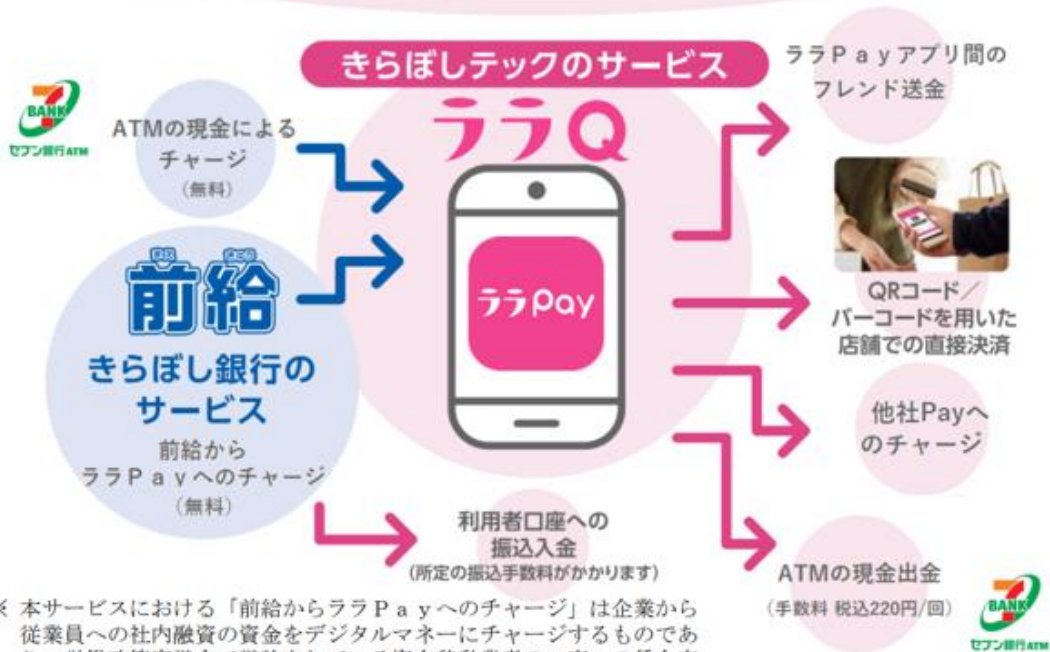 きらぼしテックのサービス
ララQ
ララPay
7
BANK
セブン銀行ATM
ATMの現金による
チャージ
(無料)
前給
きらぼし銀行の
サービス
前給から
ララPayへのチャージ
(無料)
利用者口座への
振込入金
(所定の振込手数料がかかります)
ララPayアプリ間の
フレンド送金
QRコード/
バーコードを用いた
店舗での直接決済
他社Payへ
のチャージ
ATMの現金出金
(手数料 税込220円/回)
7
BANK
セブン銀行ATM
※ 本サービスにおける「前給からララPayへのチャージ」は企業から
従業員への社内融資の資金をデジタルマネーにチャージするものであ